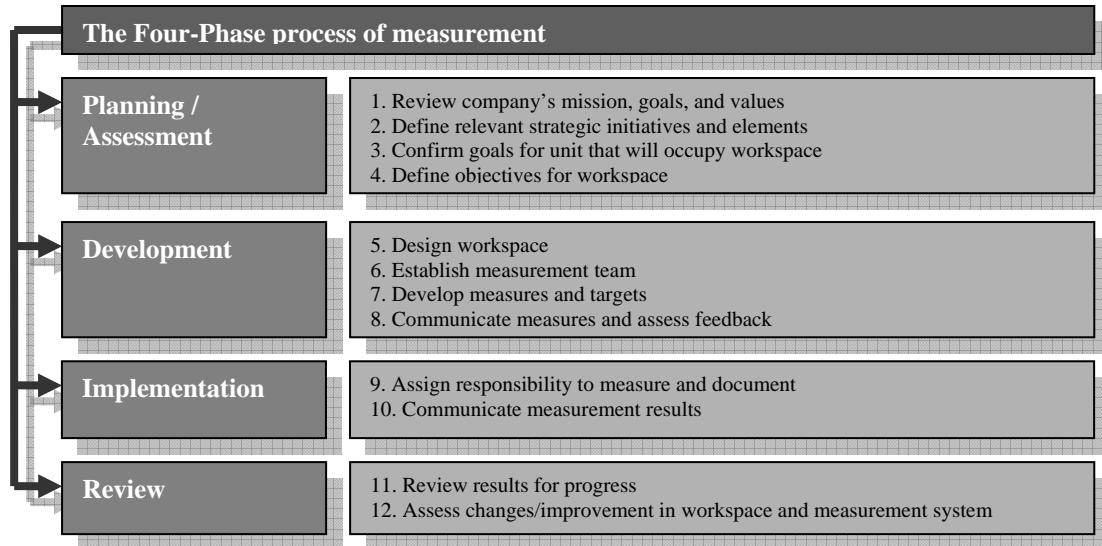 The Four-Phase process of measurement
Planning /
Assessment
1. Review company’s mission, goals, and values
2. Define relevant strategic initiatives and elements
3. Confirm goals for unit that will occupy workspace
4. Define objectives for workspace
Development
5. Design workspace
6. Establish measurement team
7. Develop measures and targets
8. Communicate measures and assess feedback
Implementation
9. Assign responsibility to measure and document
10. Communicate measurement results
Review
11. Review results for progress
12. Assess changes/improvement in workspace and measurement system